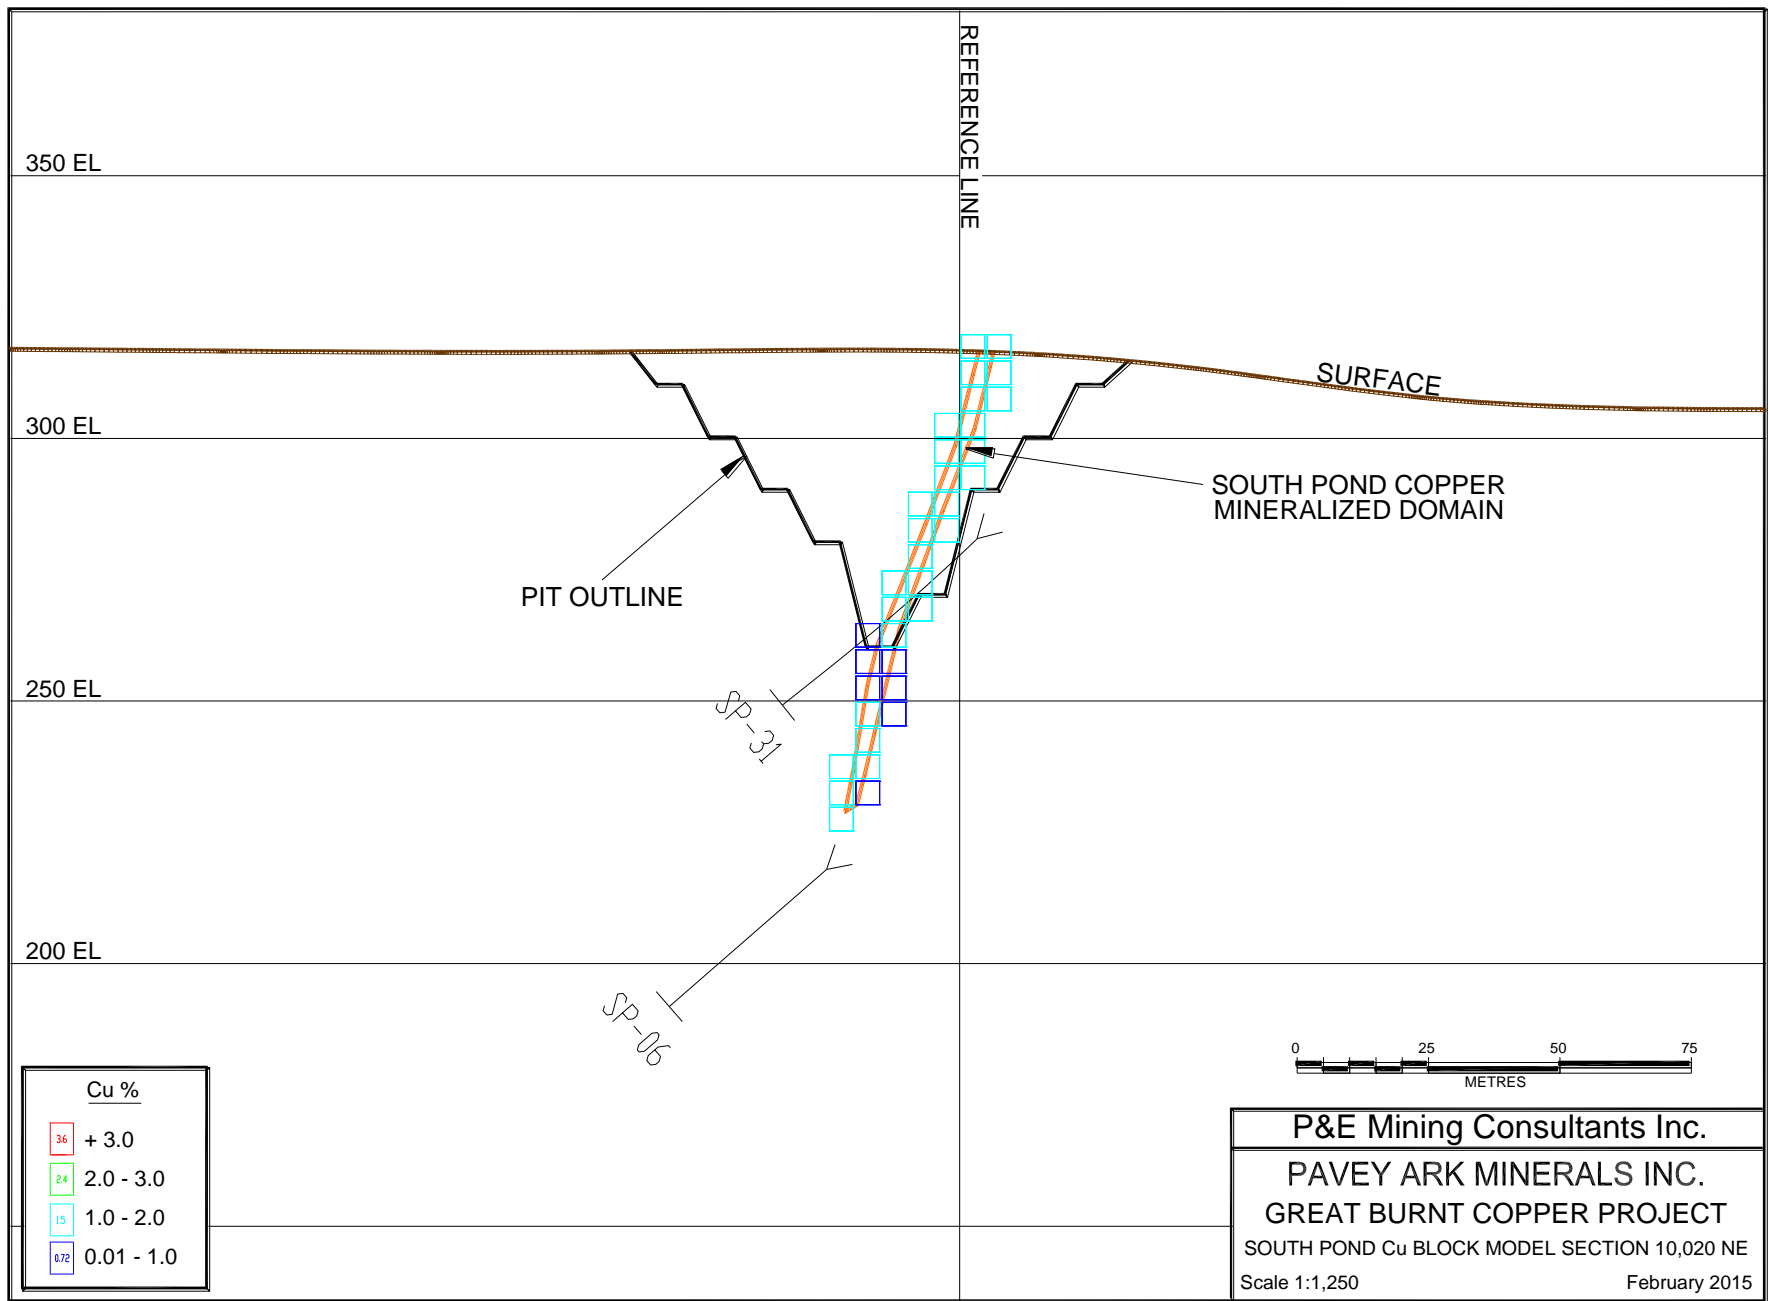 REFERENCE LINE
350 EL
SURFACE
300 EL
SOUTH POND COPPER
MINERALIZED DOMAIN
PIT OUTLINE
250 EL
SP-31
200 EL
SP-06
0 25 50 75
METRES
Cu %
3.6 + 3.0
2.4 2.0 - 3.0
1.5 1.0 - 2.0
0.72 0.01 - 1.0
P&E Mining Consultants Inc.
PAVEY ARK MINERALS INC.
GREAT BURNT COPPER PROJECT
SOUTH POND Cu BLOCK MODEL SECTION 10,020 NE
Scale 1:1,250 February 2015